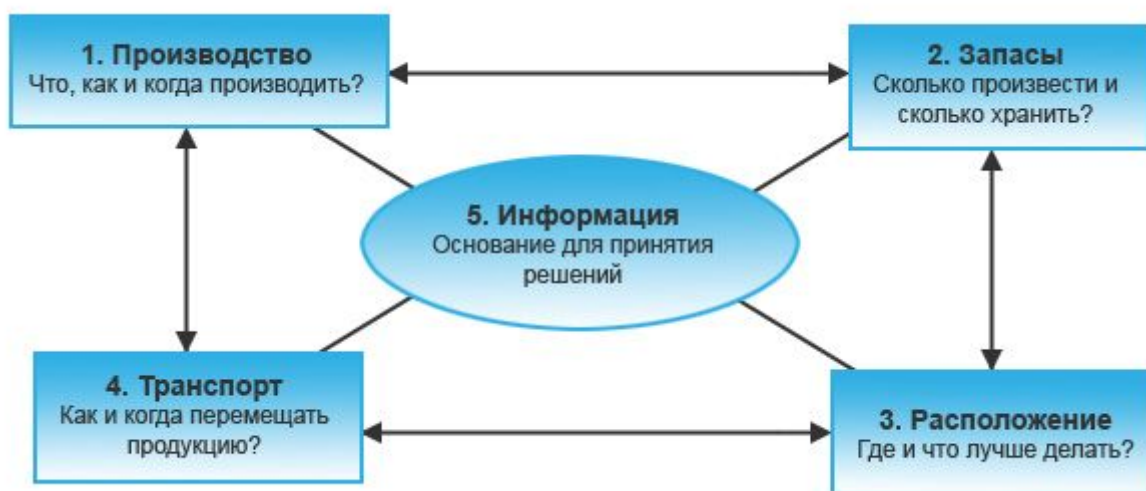 1. Производство
Что, как и когда производить?
2. Запасы
Сколько произвести и
сколько хранить?
5. Информация
Основание для принятия
решений
4. Транспорт
Как и когда перемещать
продукцию?
3. Расположение
Где и что лучше делать?